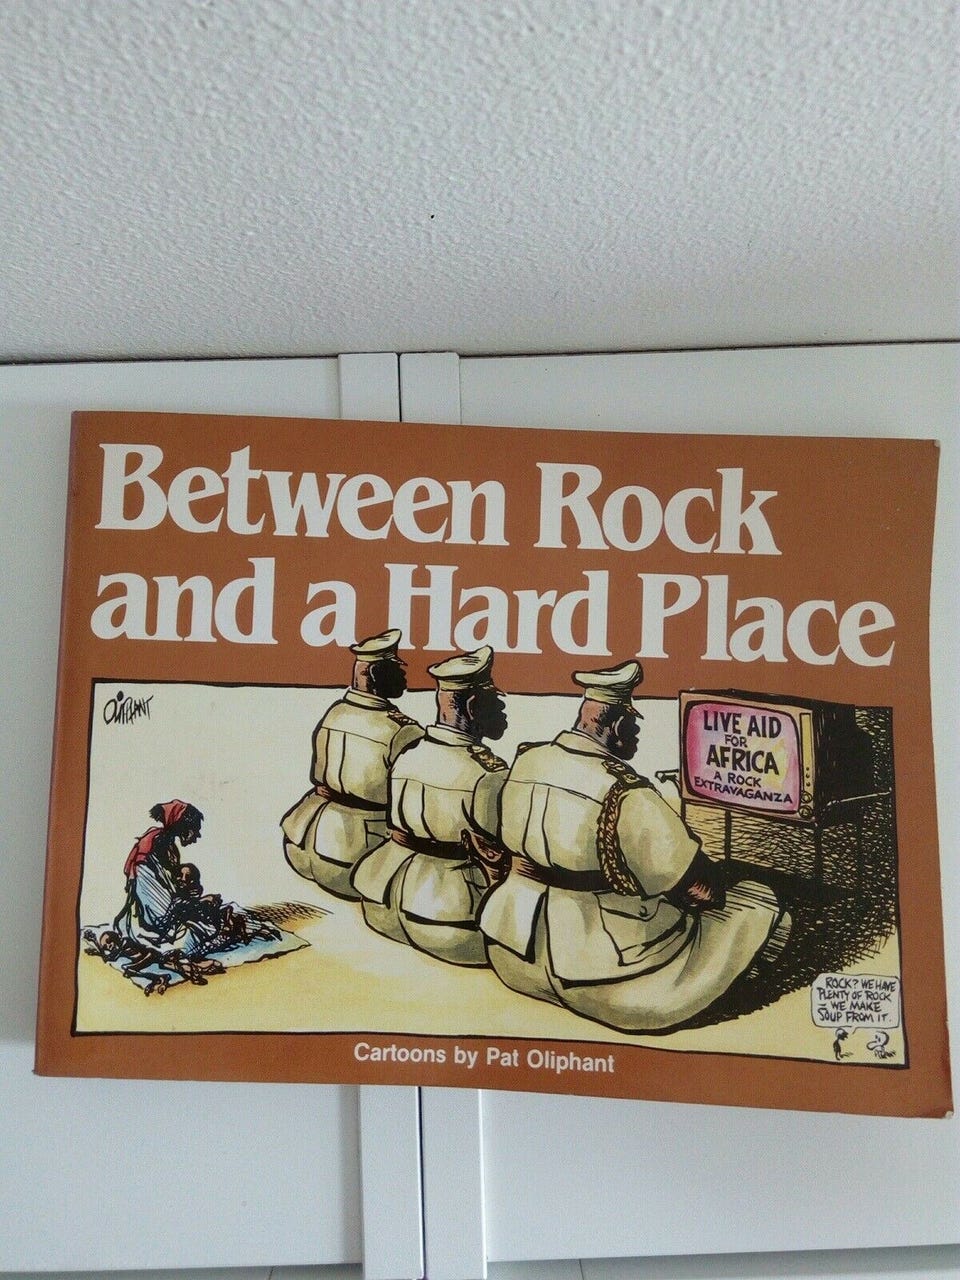 Between Rock
and a Hard Place
OLIPHANT
LIVE AID
FOR
AFRICA
A ROCK
EXTRAVAGANZA
ROCK? WE HAVE
PLENTY OF ROCK
– WE MAKE
SOUP FROM IT.
Cartoons by Pat Oliphant